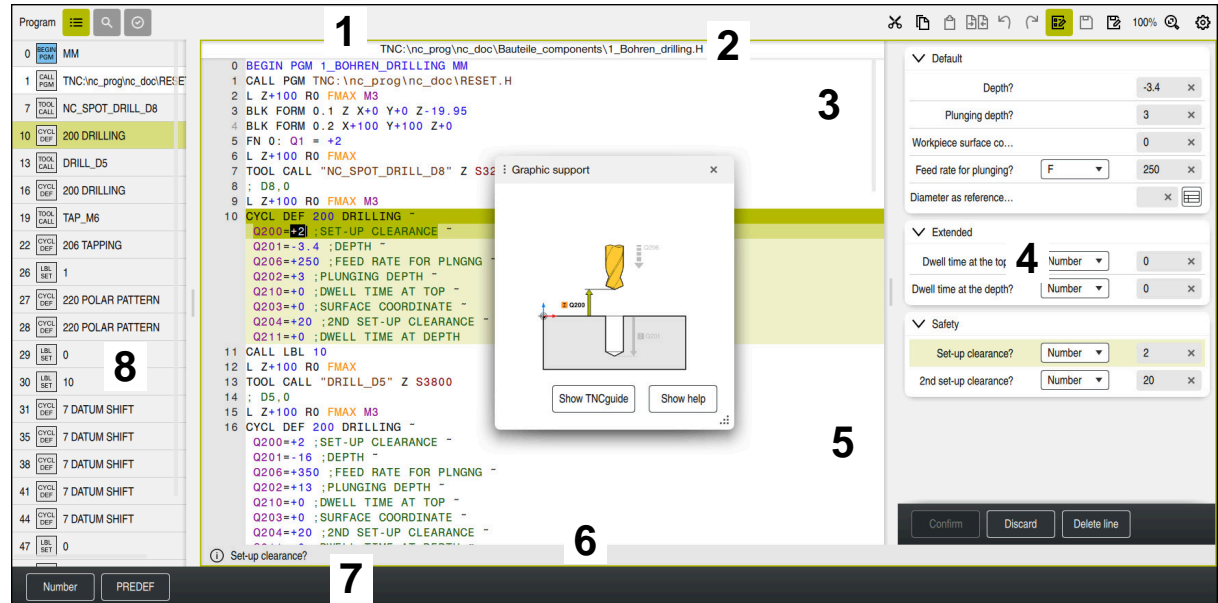 Program
100%
1
2
3
4
5
6
7
8
0 BEGIN PGM MM
1 CALL PGM TNC:\nc_prog\nc_doc\RESE
7 TOOL CALL NC_SPOT_DRILL_D8
10 CYCL DEF 200 DRILLING
13 TOOL CALL DRILL_D5
16 CYCL DEF 200 DRILLING
19 TOOL CALL TAP_M6
22 CYCL DEF 206 TAPPING
26 LBL SET 1
27 CYCL DEF 220 POLAR PATTERN
28 CYCL DEF 220 POLAR PATTERN
29 LBL SET 0
30 LBL SET 10
31 CYCL DEF 7 DATUM SHIFT
35 CYCL DEF 7 DATUM SHIFT
38 CYCL DEF 7 DATUM SHIFT
41 CYCL DEF 7 DATUM SHIFT
44 CYCL DEF 7 DATUM SHIFT
47 LBL SET 0
TNC:\nc_prog\nc_doc\Bauteile_components\1_Bohren_drilling.H
0 BEGIN PGM 1_BOHREN_DRILLING MM
1 CALL PGM TNC:\nc_prog\nc_doc\RESET.H
2 L Z+100 R0 FMAX M3
3 BLK FORM 0.1 Z X+0 Y+0 Z-19.95
4 BLK FORM 0.2 X+100 Y+100 Z+0
5 FN 0: Q1 = +2
6 L Z+100 R0 FMAX
7 TOOL CALL "NC_SPOT_DRILL_D8" Z S32
8 ; D8,0
9 L Z+100 R0 FMAX M3
10 CYCL DEF 200 DRILLING ~
Q200=+2 ;SET-UP CLEARANCE ~
Q201=-3.4 ;DEPTH ~
Q206=+250 ;FEED RATE FOR PLNGNG ~
Q202=+3 ;PLUNGING DEPTH ~
Q210=+0 ;DWELL TIME AT TOP ~
Q203=+0 ;SURFACE COORDINATE ~
Q204=+20 ;2ND SET-UP CLEARANCE ~
Q211=+0 ;DWELL TIME AT DEPTH
11 CALL LBL 10
12 L Z+100 R0 FMAX
13 TOOL CALL "DRILL_D5" Z S3800
14 ; D5,0
15 L Z+100 R0 FMAX M3
16 CYCL DEF 200 DRILLING ~
Q200=+2 ;SET-UP CLEARANCE ~
Q201=-16 ;DEPTH ~
Q206=+350 ;FEED RATE FOR PLNGNG ~
Q202=+13 ;PLUNGING DEPTH ~
Q210=+0 ;DWELL TIME AT TOP ~
Q203=+0 ;SURFACE COORDINATE ~
Q204=+20 ;2ND SET-UP CLEARANCE ~
Set-up clearance?
Graphic support
Q206
Q200
Show TNCguide
Show help
Default
Depth? -3.4
Plunging depth? 3
Workpiece surface co... 0
Feed rate for plunging? F 250
Diameter as reference...
Extended
Dwell time at the top Number 0
Dwell time at the depth? Number 0
Safety
Set-up clearance? Number 2
2nd set-up clearance? Number 20
Confirm
Discard
Delete line
Number
PREDEF